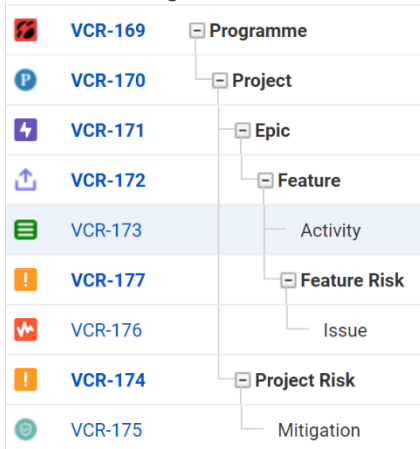 VCR-169 Programme
P VCR-170 Project
VCR-171 Epic
VCR-172 Feature
VCR-173 Activity
! VCR-177 Feature Risk
VCR-176 Issue
! VCR-174 Project Risk
VCR-175 Mitigation